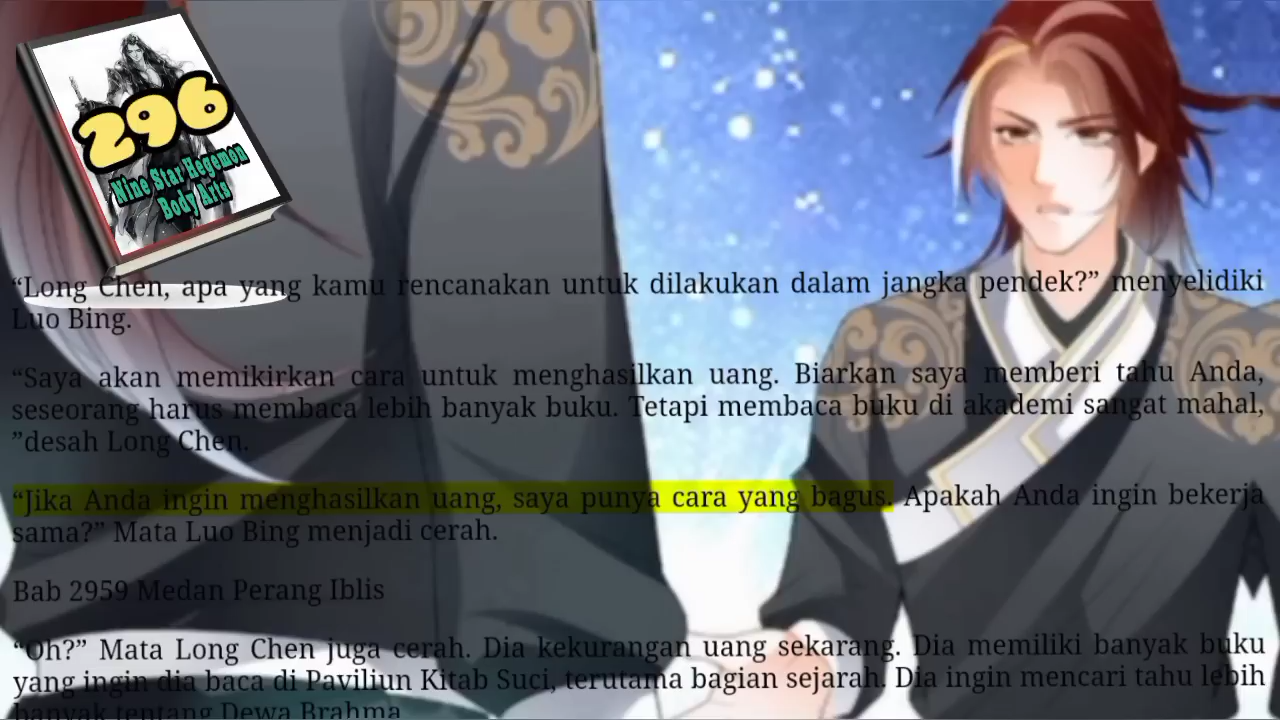 296
Nine Star Hegemon
Body Arts
“Long Chen, apa yang kamu rencanakan untuk dilakukan dalam jangka pendek?” menyelidiki
Luo Bing.
“Saya akan memikirkan cara untuk menghasilkan uang. Biarkan saya memberi tahu Anda,
seseorang harus membaca lebih banyak buku. Tetapi membaca buku di akademi sangat mahal,
”desah Long Chen.
“Jika Anda ingin menghasilkan uang, saya punya cara yang bagus. Apakah Anda ingin bekerja
sama?” Mata Luo Bing menjadi cerah.
Bab 2959 Medan Perang Iblis
“Oh?” Mata Long Chen juga cerah. Dia kekurangan uang sekarang. Dia memiliki banyak buku
yang ingin dia baca di Paviliun Kitab Suci, terutama bagian sejarah. Dia ingin mencari tahu lebih
banyak tentang Dewa Brahma